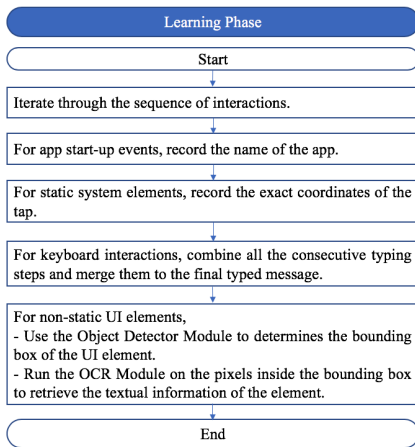 Learning Phase
Start
Iterate through the sequence of interactions.
For app start-up events, record the name of the app.
For static system elements, record the exact coordinates of the
tap.
For keyboard interactions, combine all the consecutive typing
steps and merge them to the final typed message.
For non-static UI elements,
- Use the Object Detector Module to determines the bounding
box of the UI element.
- Run the OCR Module on the pixels inside the bounding box
to retrieve the textual information of the element.
End